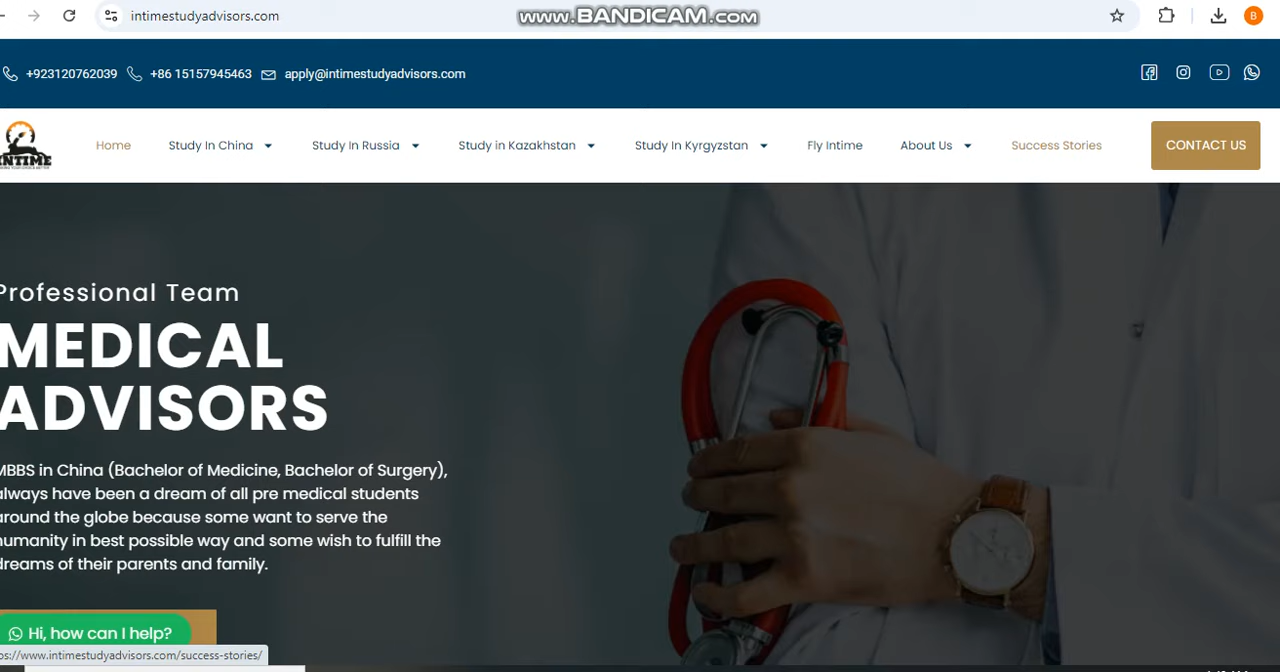 intimestudyadvisors.com
www.BANDICAM.com
B
+923120762039 +86 15157945463 apply@intimestudyadvisors.com
INTIME
Home Study In China Study In Russia Study in Kazakhstan Study In Kyrgyzstan Fly Intime About Us Success Stories CONTACT US
Professional Team
MEDICAL
ADVISORS
MBBS in China (Bachelor of Medicine, Bachelor of Surgery),
always have been a dream of all pre medical students
around the globe because some want to serve the
humanity in best possible way and some wish to fulfill the
dreams of their parents and family.
Hi, how can I help?
ps://www.intimestudyadvisors.com/success-stories/